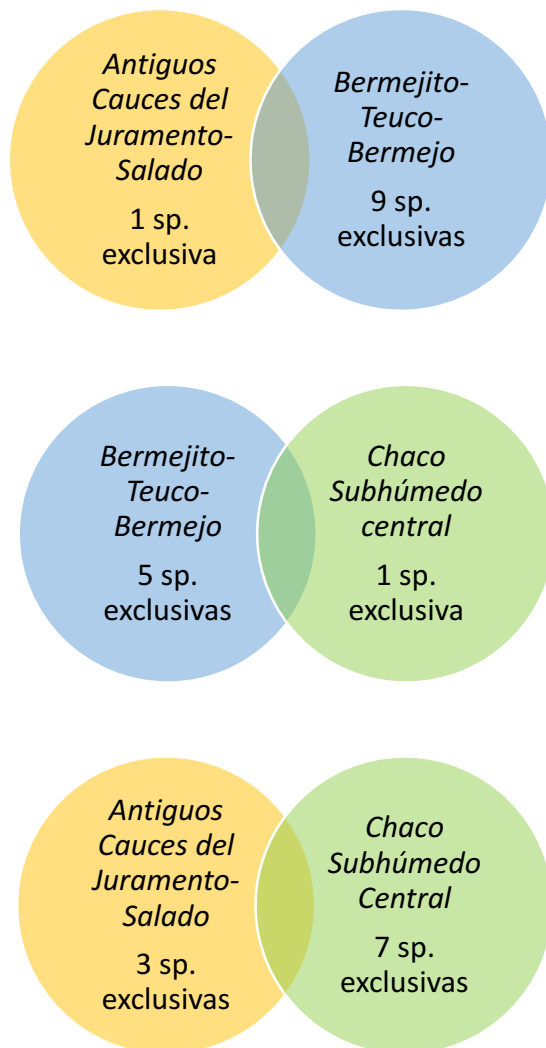 Antiguos
Cauces del
Juramento-
Salado
1 sp.
exclusiva
Bermejito-
Teuco-
Bermejo
9 sp.
exclusivas
Bermejito-
Teuco-
Bermejo
5 sp.
exclusivas
Chaco
Subhúmedo
central
1 sp.
exclusiva
Antiguos
Cauces del
Juramento-
Salado
3 sp.
exclusivas
Chaco
Subhúmedo
Central
7 sp.
exclusivas